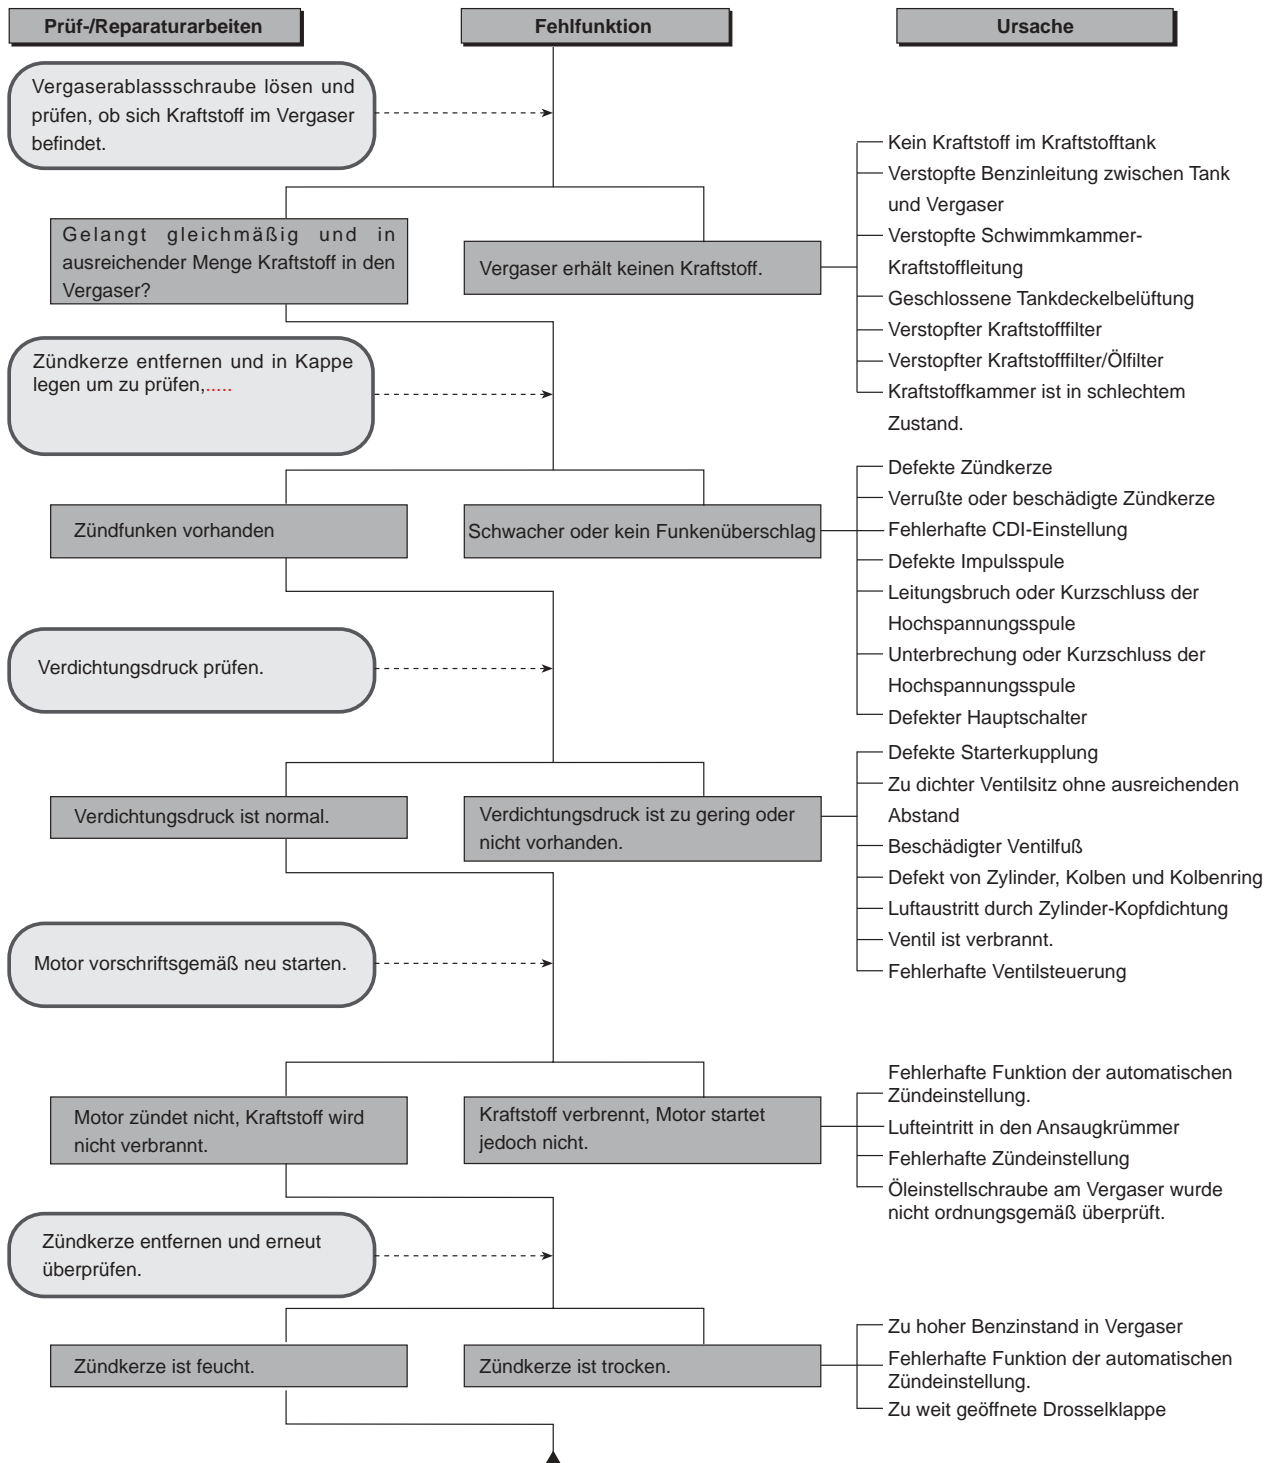 Prüf-/Reparaturarbeiten
Fehlfunktion
Ursache
Vergaserablassschraube lösen und
prüfen, ob sich Kraftstoff im Vergaser
befindet.
Gelangt gleichmäßig und in
ausreichender Menge Kraftstoff in den
Vergaser?
Vergaser erhält keinen Kraftstoff.
Kein Kraftstoff im Kraftstofftank
Verstopfte Benzinleitung zwischen Tank
und Vergaser
Verstopfte Schwimmkammer-
Kraftstoffleitung
Geschlossene Tankdeckelbelüftung
Verstopfter Kraftstofffilter
Verstopfter Kraftstofffilter/Ölfilter
Kraftstoffkammer ist in schlechtem
Zustand.
Zündkerze entfernen und in Kappe
legen um zu prüfen,.....
Zündfunken vorhanden
Schwacher oder kein Funkenüberschlag
Defekte Zündkerze
Verrußte oder beschädigte Zündkerze
Fehlerhafte CDI-Einstellung
Defekte Impulsspule
Leitungsbruch oder Kurzschluss der
Hochspannungsspule
Unterbrechung oder Kurzschluss der
Hochspannungsspule
Defekter Hauptschalter
Verdichtungsdruck prüfen.
Verdichtungsdruck ist normal.
Verdichtungsdruck ist zu gering oder
nicht vorhanden.
Defekte Starterkupplung
Zu dichter Ventilsitz ohne ausreichenden
Abstand
Beschädigter Ventilfuß
Defekt von Zylinder, Kolben und Kolbenring
Luftaustritt durch Zylinder-Kopfdichtung
Ventil ist verbrannt.
Fehlerhafte Ventilsteuerung
Motor vorschriftsgemäß neu starten.
Motor zündet nicht, Kraftstoff wird
nicht verbrannt.
Kraftstoff verbrennt, Motor startet
jedoch nicht.
Fehlerhafte Funktion der automatischen
Zündeinstellung.
Lufteintritt in den Ansaugkrümmer
Fehlerhafte Zündeinstellung
Öleinstellschraube am Vergaser wurde
nicht ordnungsgemäß überprüft.
Zündkerze entfernen und erneut
überprüfen.
Zündkerze ist feucht.
Zündkerze ist trocken.
Zu hoher Benzinstand in Vergaser
Fehlerhafte Funktion der automatischen
Zündeinstellung.
Zu weit geöffnete Drosselklappe